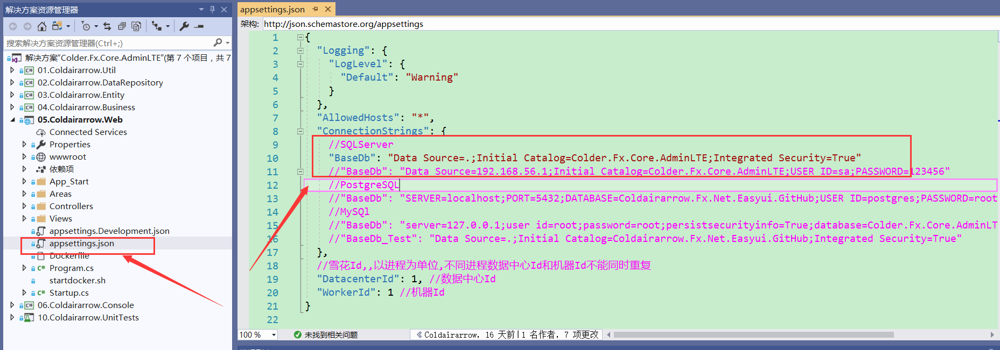 解决方案资源管理器
搜索解决方案资源管理器(Ctrl+;)
解决方案"Colder.Fx.Core.AdminLTE"(第 7 个项目，共 7
01.Coldairarrow.Util
02.Coldairarrow.DataRepository
03.Coldairarrow.Entity
04.Coldairarrow.Business
05.Coldairarrow.Web
Connected Services
Properties
wwwroot
依赖项
App_Start
Areas
Controllers
Views
appsettings.Development.json
appsettings.json
Dockerfile
Program.cs
startdocker.sh
Startup.cs
06.Coldairarrow.Console
10.Coldairarrow.UnitTests
appsettings.json
架构: http://json.schemastore.org/appsettings
1 {
2 "Logging": {
3 "LogLevel": {
4 "Default": "Warning"
5 }
6 },
7 "AllowedHosts": "*",
8 "ConnectionStrings": {
9 //SQLServer
10 "BaseDb": "Data Source=.;Initial Catalog=Colder.Fx.Core.AdminLTE;Integrated Security=True"
11 //"BaseDb": "Data Source=192.168.56.1;Initial Catalog=Colder.Fx.Core.AdminLTE;USER ID=sa;PASSWORD=123456"
12 //PostgreSQL
13 //"BaseDb": "SERVER=localhost;PORT=5432;DATABASE=Coldairarrow.Fx.Net.Easyui.GitHub;USER ID=postgres;PASSWORD=root
14 //MySQl
15 //"BaseDb": "server=127.0.0.1;user id=root;password=root;persistsecurityinfo=True;database=Colder.Fx.Core.AdminLT
16 //"BaseDb_Test": "Data Source=.;Initial Catalog=Coldairarrow.Fx.Net.Easyui.GitHub;Integrated Security=True"
17 },
18 //雪花Id,,以进程为单位,不同进程数据中心Id和机器Id不能同时重复
19 "DatacenterId": 1, //数据中心Id
20 "WorkerId": 1 //机器Id
21 }
22
100 % 未找到相关问题 Coldairarrow，16 天前|1 名作者，7 项更改